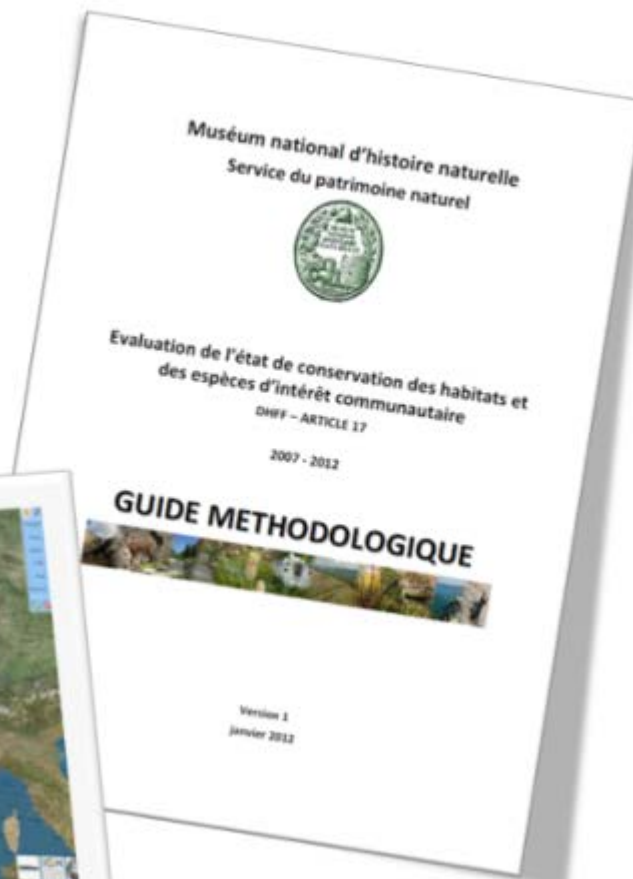 Muséum national d'histoire naturelle
Service du patrimoine naturel
Evaluation de l'état de conservation des habitats et
des espèces d'intérêt communautaire
DHFF – ARTICLE 17
2007 - 2012
GUIDE METHODOLOGIQUE
Version 1
janvier 2012